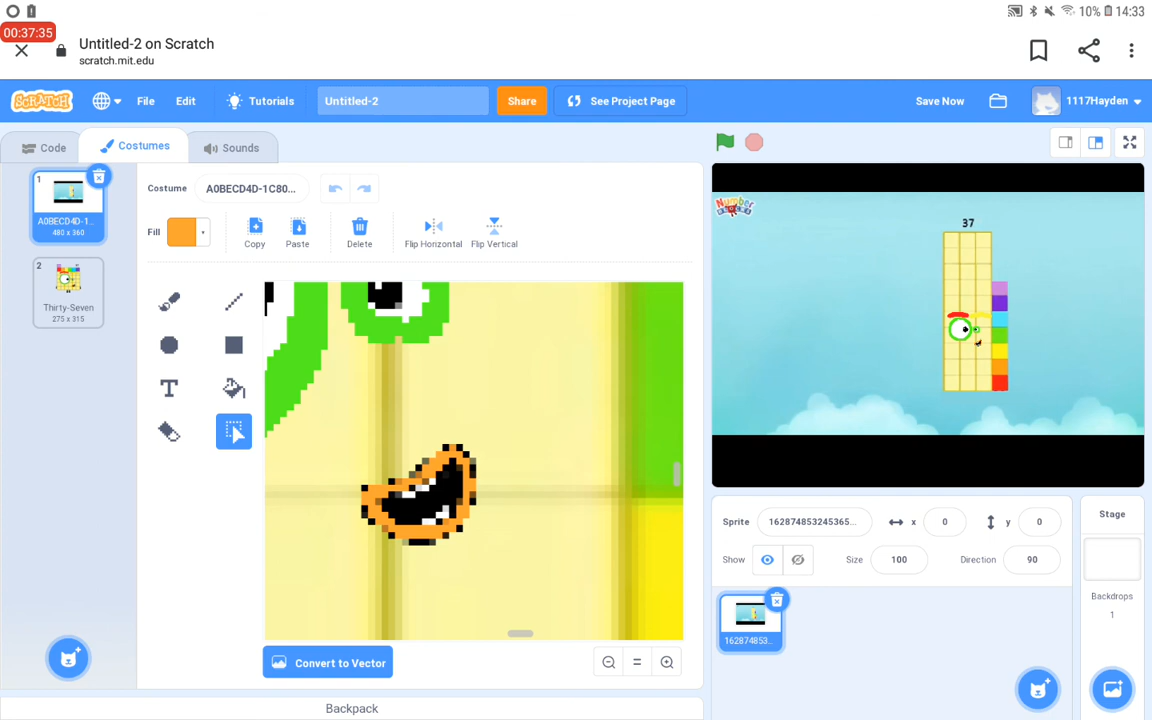 10% 14:33
00:37:35
Untitled-2 on Scratch
scratch.mit.edu
SCRATCH File Edit Tutorials Untitled-2 Share See Project Page Save Now 1117Hayden
Code Costumes Sounds
1
A0BECD4D-1...
480 x 360
2
Thirty-Seven
275 x 315
Costume A0BECD4D-1C80...
Fill Copy Paste Delete Flip Horizontal Flip Vertical
T
Convert to Vector
Backpack
Number
Blocks
37
Sprite 162874853245365... x 0 y 0
Show Size 100 Direction 90
162874853...
Stage
Backdrops
1